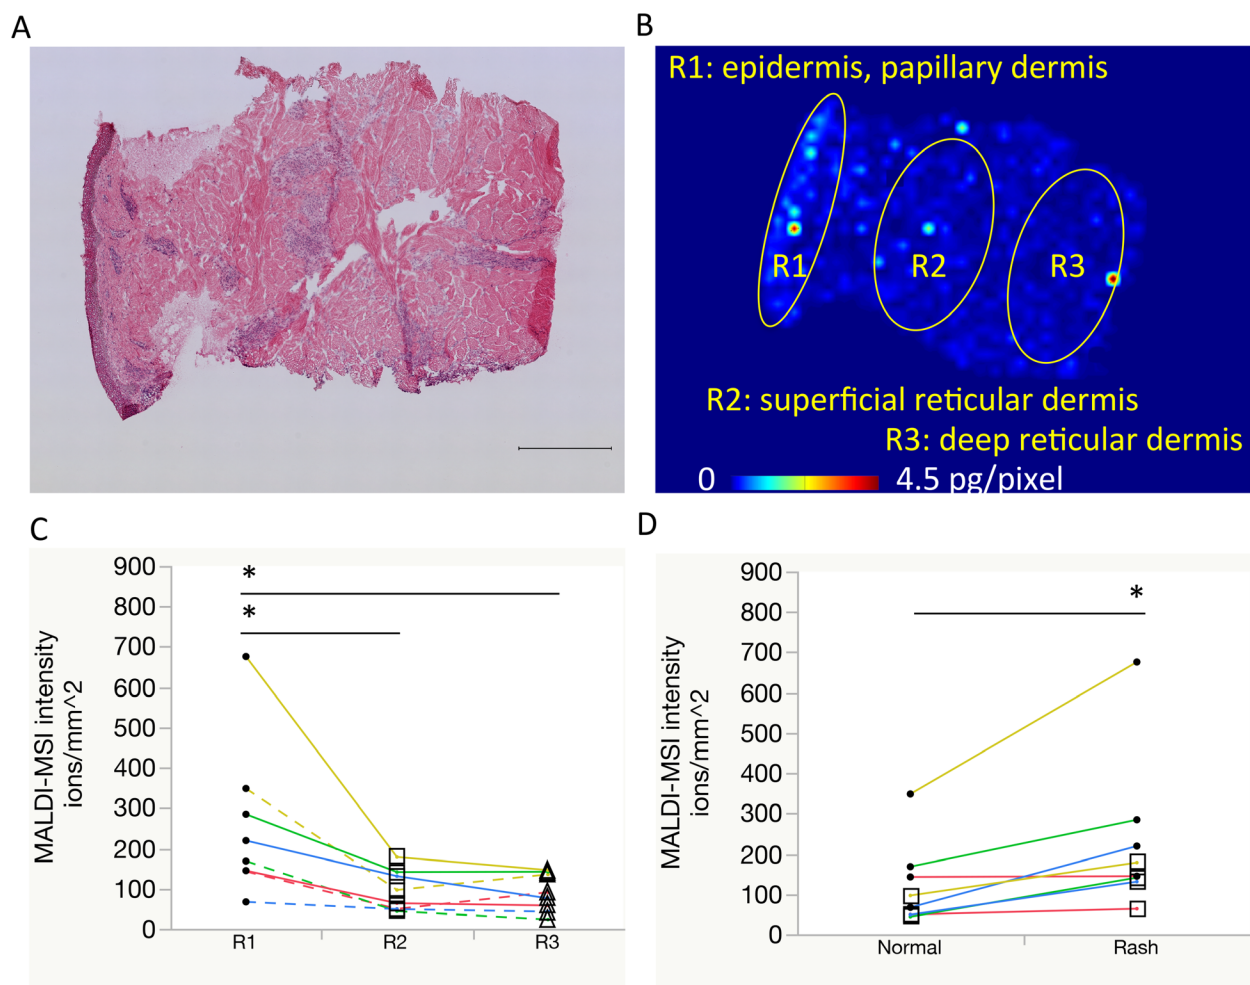 A
B
R1: epidermis, papillary dermis
R1
R2
R3
R2: superficial reticular dermis
R3: deep reticular dermis
0
4.5 pg/pixel
C
MALDI-MSI intensity
ions/mm^2
900
800
700
600
500
400
300
200
100
0
*
*
R1
R2
R3
D
MALDI-MSI intensity
ions/mm^2
900
800
700
600
500
400
300
200
100
0
*
Normal
Rash